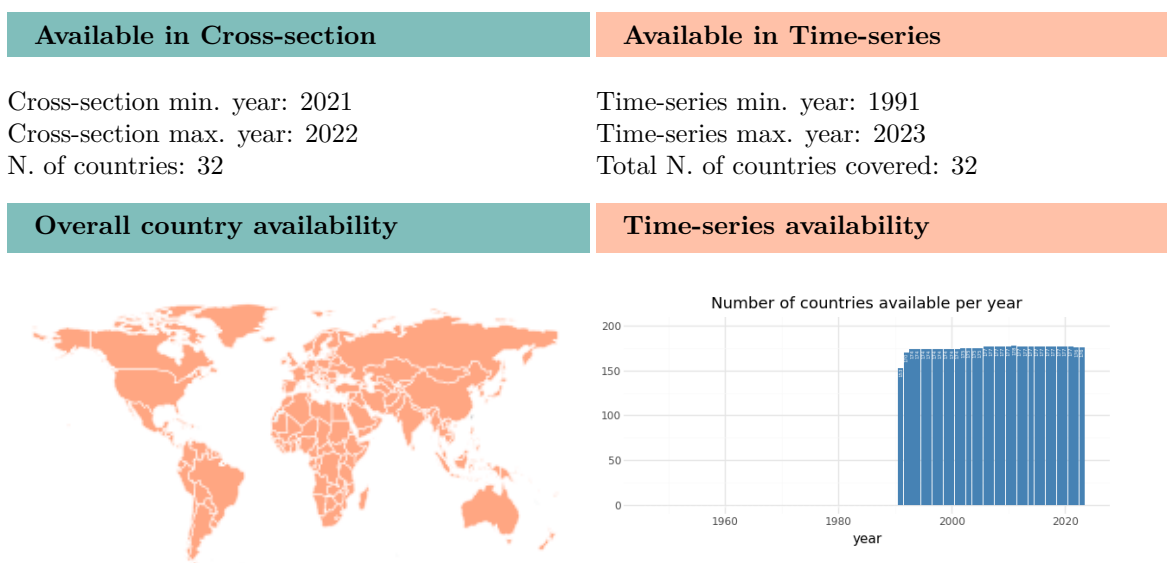 Available in Cross-section
Cross-section min. year: 2021
Cross-section max. year: 2022
N. of countries: 32
Available in Time-series
Time-series min. year: 1991
Time-series max. year: 2023
Total N. of countries covered: 32
Overall country availability
Time-series availability
Number of countries available per year
200
150
100
50
0
1960 1980 2000 2020
year